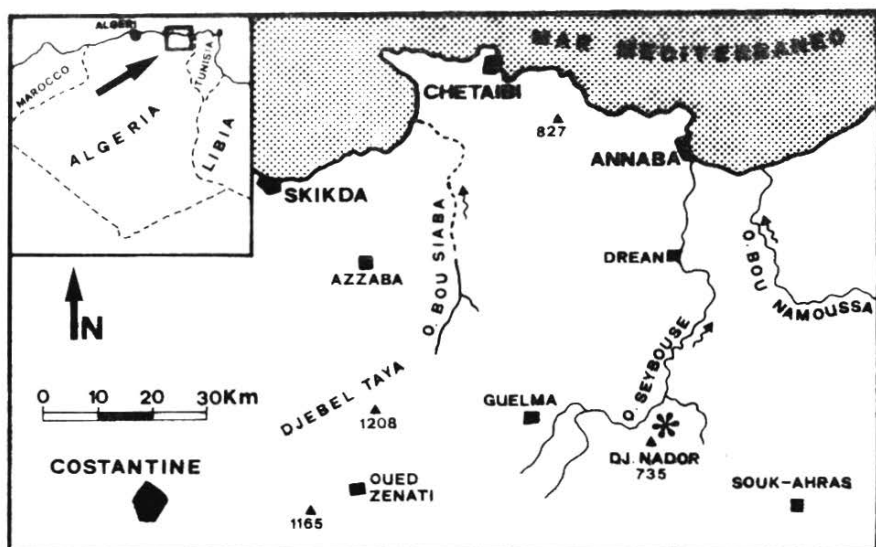 ALGERI
MAROCCO
TUNISIA
ALGERIA
LIBIA
MAR MEDITERRANEO
CHETAIBI
827
ANNABA
SKIKDA
O. BOU SIABA
AZZABA
DREAN
O. BOU
NAMOUSSA
N
O. SEYBOUSE
0 10 20 30Km
DJEBEL TAYA
1208
GUELMA
DJ. NADOR
735
COSTANTINE
OUED
ZENATI
1165
SOUK-AHRAS